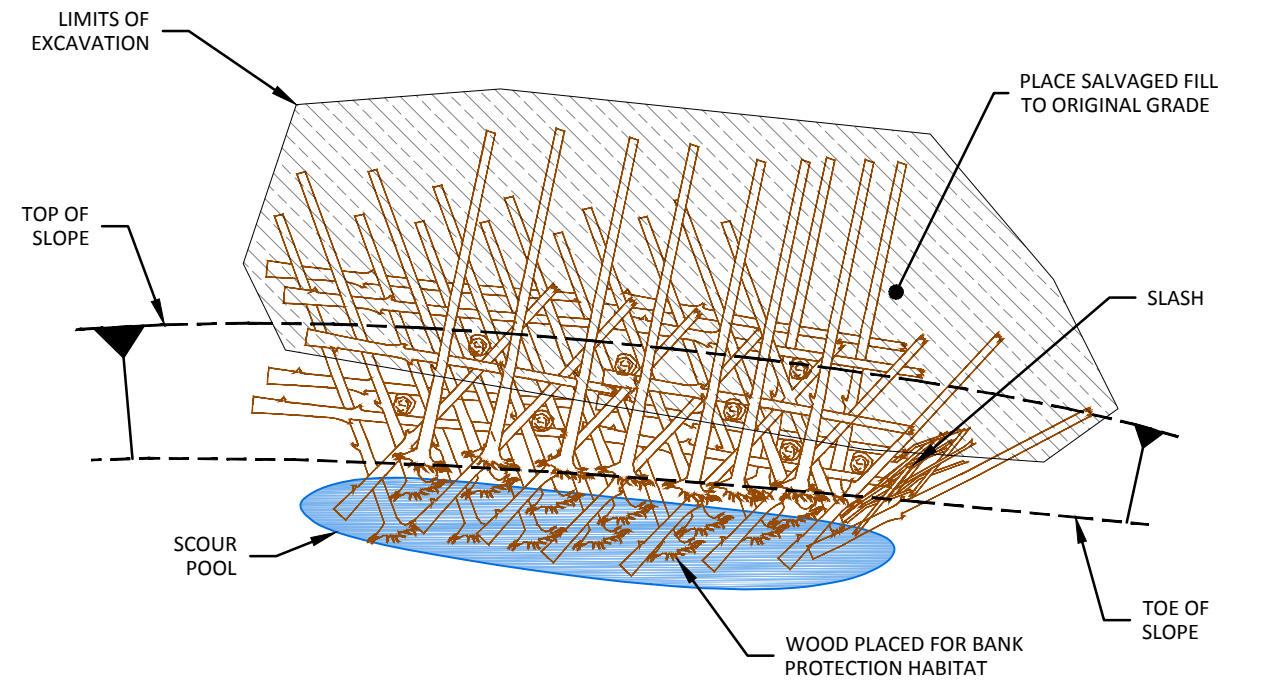 LIMITS OF
EXCAVATION
PLACE SALVAGED FILL
TO ORIGINAL GRADE
TOP OF
SLOPE
SLASH
SCOUR
POOL
TOE OF
SLOPE
WOOD PLACED FOR BANK
PROTECTION HABITAT